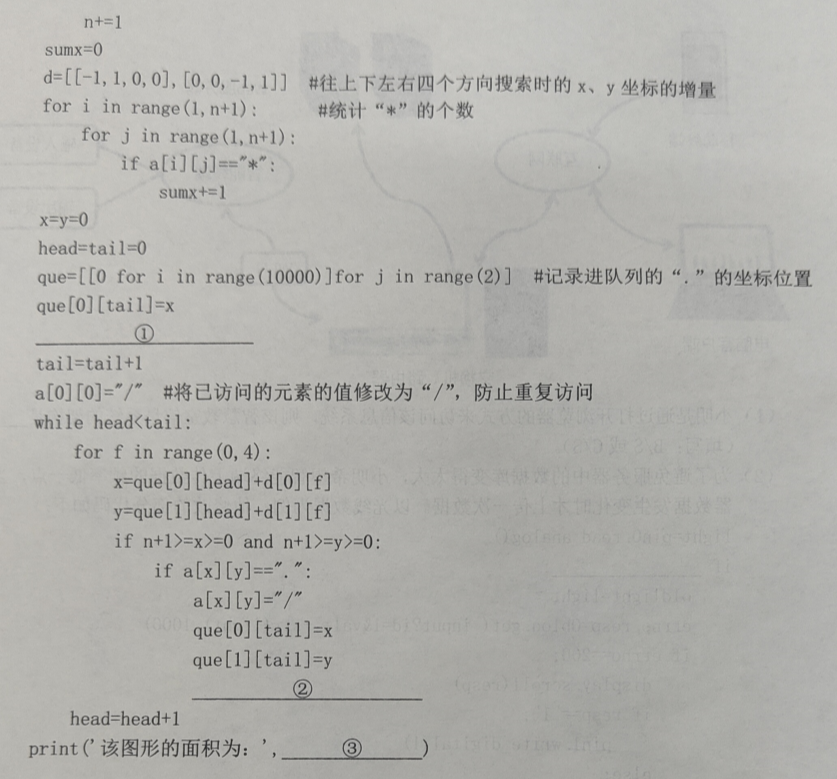 n+=1
sumx=0
d=[[-1,1,0,0],[0,0,-1,1]] #往上下左右四个方向搜索时的 x、y 坐标的增量
for i in range(1,n+1): #统计“*”的个数
for j in range(1,n+1):
if a[i][j]=="*":
sumx+=1
x=y=0
head=tail=0
que=[[0 for i in range(10000)]for j in range(2)] #记录进队列的“.”的坐标位置
que[0][tail]=x
①
tail=tail+1
a[0][0]="/" #将已访问的元素的值修改为“/”，防止重复访问
while head<tail:
for f in range(0,4):
x=que[0][head]+d[0][f]
y=que[1][head]+d[1][f]
if n+1>=x>=0 and n+1>=y>=0:
if a[x][y]==".":
a[x][y]="/"
que[0][tail]=x
que[1][tail]=y
②
head=head+1
print('该图形的面积为：',______③______)